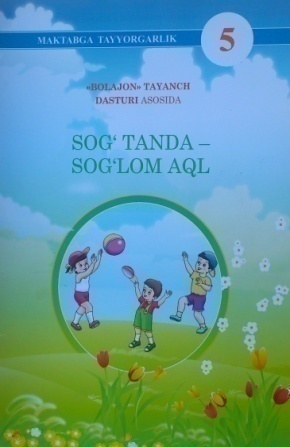 MAKTABGA TAYYORGARLIK
5
«BOLAJON» TAYANCH
DASTURI ASOSIDA
SOG‘ TANDA –
SOG‘LOM AQL